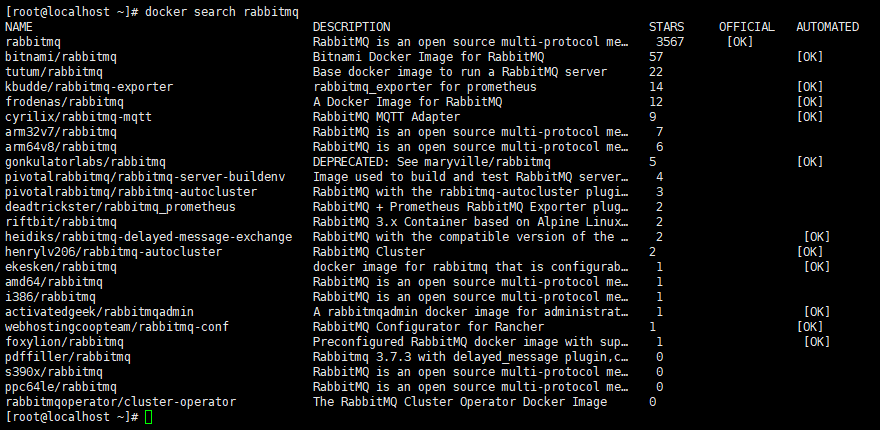 [root@localhost ~]# docker search rabbitmq
NAME DESCRIPTION STARS OFFICIAL AUTOMATED
rabbitmq RabbitMQ is an open source multi-protocol me… 3567 [OK]
bitnami/rabbitmq Bitnami Docker Image for RabbitMQ 57 [OK]
tutum/rabbitmq Base docker image to run a RabbitMQ server 22
kbudde/rabbitmq-exporter rabbitmq_exporter for prometheus 14 [OK]
frodenas/rabbitmq A Docker Image for RabbitMQ 12 [OK]
cyrilix/rabbitmq-mqtt RabbitMQ MQTT Adapter 9 [OK]
arm32v7/rabbitmq RabbitMQ is an open source multi-protocol me… 7
arm64v8/rabbitmq RabbitMQ is an open source multi-protocol me… 6
gonkulatorlabs/rabbitmq DEPRECATED: See maryville/rabbitmq 5 [OK]
pivotalrabbitmq/rabbitmq-server-buildenv Image used to build and test RabbitMQ server… 4
pivotalrabbitmq/rabbitmq-autocluster RabbitMQ with the rabbitmq-autocluster plugi… 3
deadtrickster/rabbitmq_prometheus RabbitMQ + Prometheus RabbitMQ Exporter plug… 2
riftbit/rabbitmq RabbitMQ 3.x Container based on Alpine Linux… 2
heidiks/rabbitmq-delayed-message-exchange RabbitMQ with the compatible version of the … 2 [OK]
henrylv206/rabbitmq-autocluster RabbitMQ Cluster 2 [OK]
ekesken/rabbitmq docker image for rabbitmq that is configurab… 1 [OK]
amd64/rabbitmq RabbitMQ is an open source multi-protocol me… 1
i386/rabbitmq RabbitMQ is an open source multi-protocol me… 1
activatedgeek/rabbitmqadmin A rabbitmqadmin docker image for administrat… 1 [OK]
webhostingcoopteam/rabbitmq-conf RabbitMQ Configurator for Rancher 1 [OK]
foxylion/rabbitmq Preconfigured RabbitMQ docker image with sup… 1 [OK]
pdffiller/rabbitmq Rabbitmq 3.7.3 with delayed_message plugin,c… 0
s390x/rabbitmq RabbitMQ is an open source multi-protocol me… 0
ppc64le/rabbitmq RabbitMQ is an open source multi-protocol me… 0
rabbitmqoperator/cluster-operator The RabbitMQ Cluster Operator Docker Image 0
[root@localhost ~]#